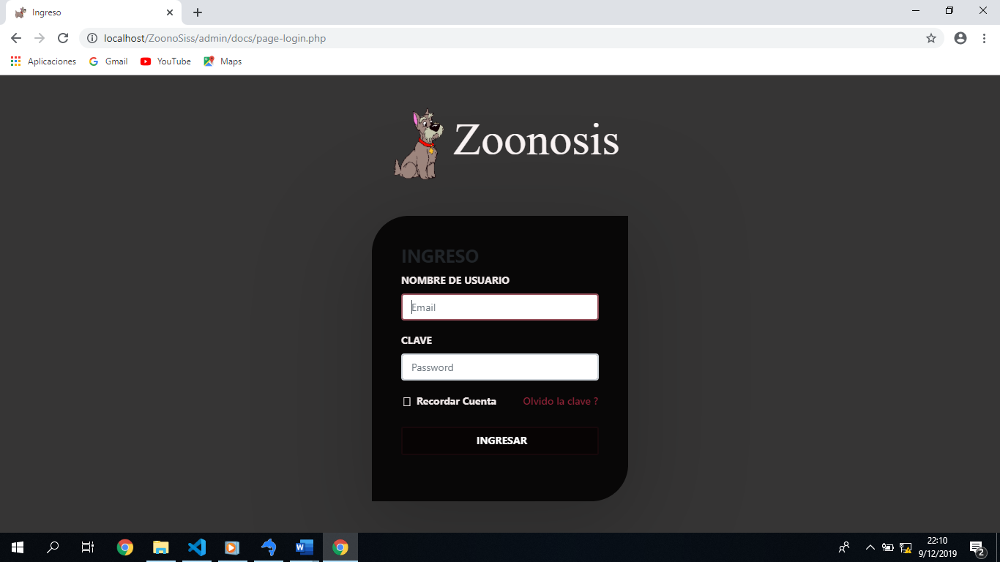 Ingreso
localhost/ZoonoSiss/admin/docs/page-login.php
Aplicaciones Gmail YouTube Maps
Zoonosis
INGRESO
NOMBRE DE USUARIO
Email
CLAVE
Password
Recordar Cuenta Olvido la clave ?
INGRESAR
22:10
9/12/2019
2